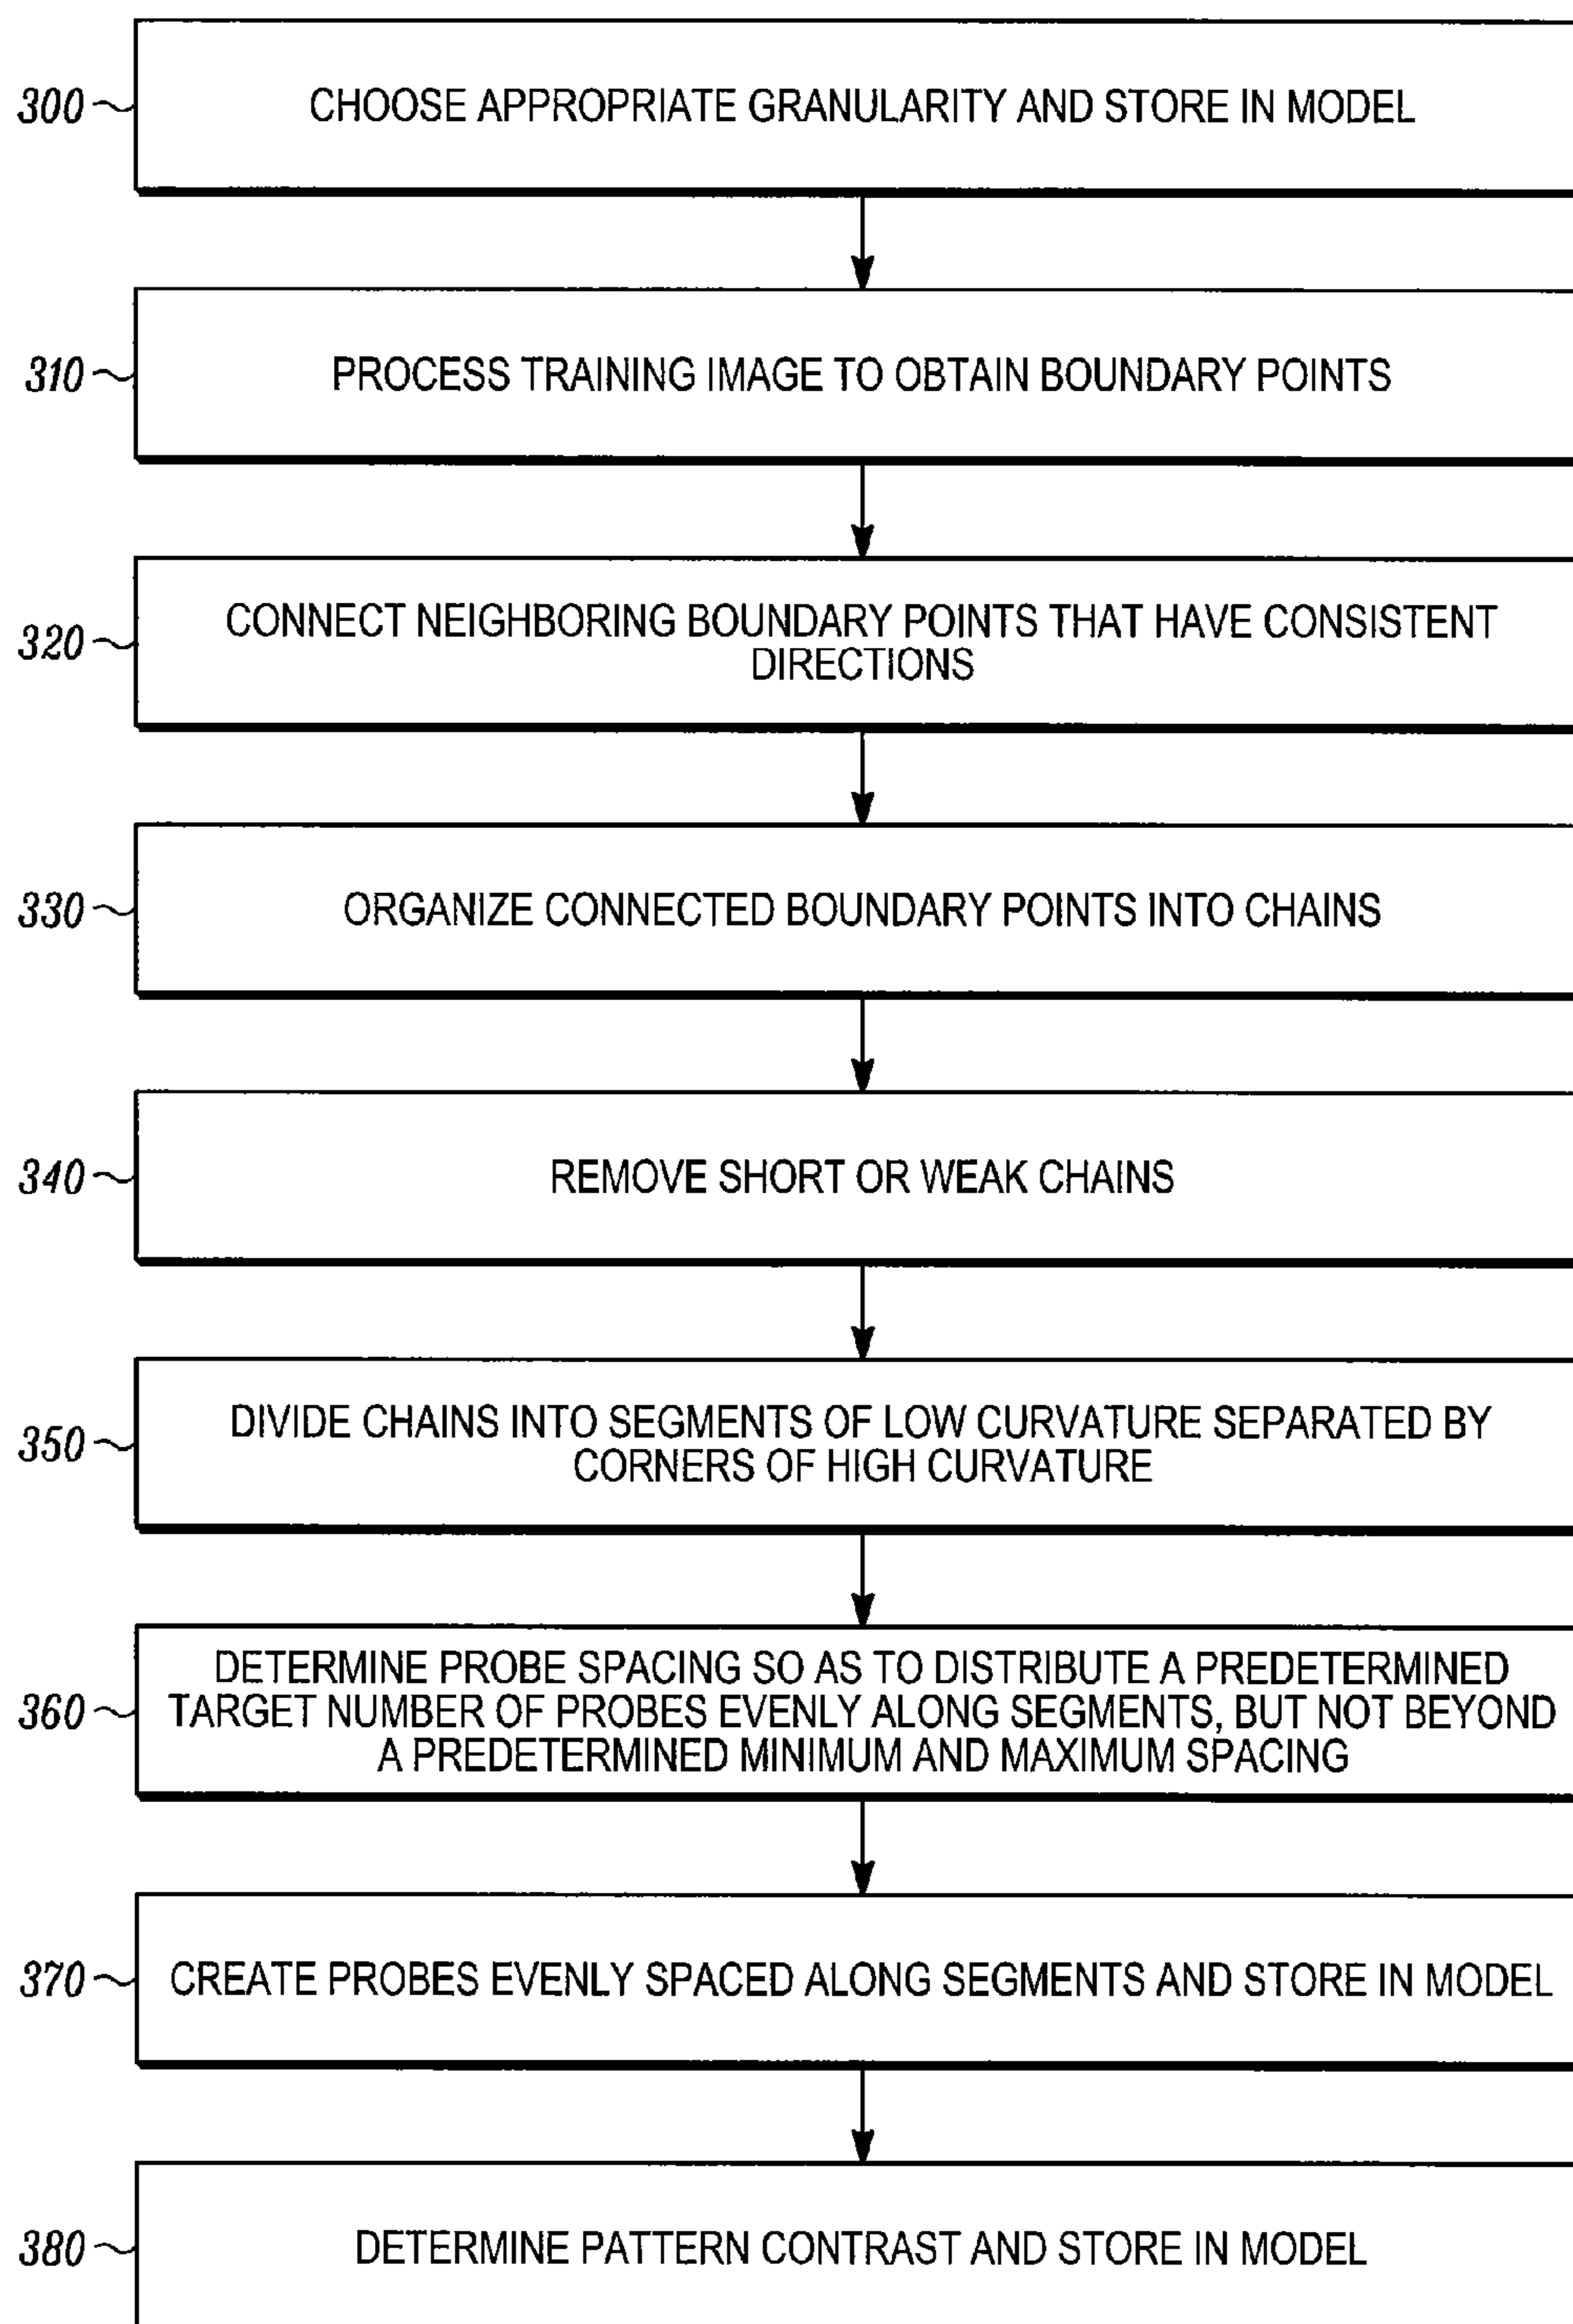 300
CHOOSE APPROPRIATE GRANULARITY AND STORE IN MODEL
310
PROCESS TRAINING IMAGE TO OBTAIN BOUNDARY POINTS
320
CONNECT NEIGHBORING BOUNDARY POINTS THAT HAVE CONSISTENT
DIRECTIONS
330
ORGANIZE CONNECTED BOUNDARY POINTS INTO CHAINS
340
REMOVE SHORT OR WEAK CHAINS
350
DIVIDE CHAINS INTO SEGMENTS OF LOW CURVATURE SEPARATED BY
CORNERS OF HIGH CURVATURE
360
DETERMINE PROBE SPACING SO AS TO DISTRIBUTE A PREDETERMINED
TARGET NUMBER OF PROBES EVENLY ALONG SEGMENTS, BUT NOT BEYOND
A PREDETERMINED MINIMUM AND MAXIMUM SPACING
370
CREATE PROBES EVENLY SPACED ALONG SEGMENTS AND STORE IN MODEL
380
DETERMINE PATTERN CONTRAST AND STORE IN MODEL